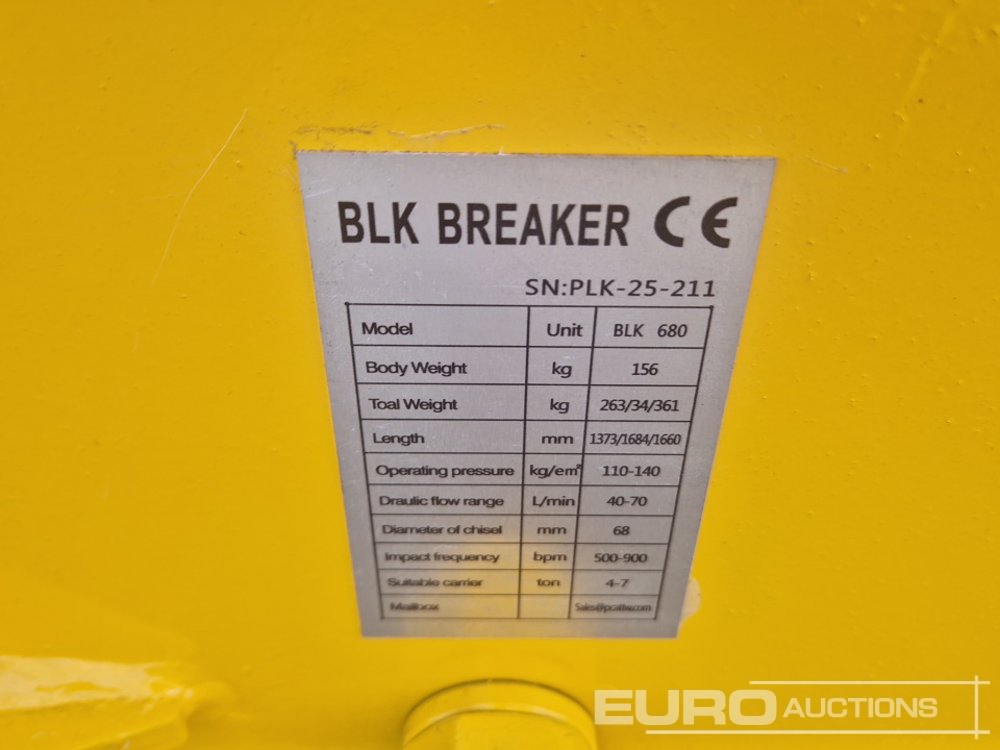 BLK BREAKER CE
SN:PLK-25-211
Model Unit BLK 680
Body Weight kg 156
Toal Weight kg 263/34/361
Length mm 1373/1684/1660
Operating pressure kg/em² 110-140
Draulic flow range L/min 40-70
Diameter of chisel mm 68
Impact frequency bpm 500-900
Suitable carrier ton 4-7
Mailbox
EURO AUCTIONS